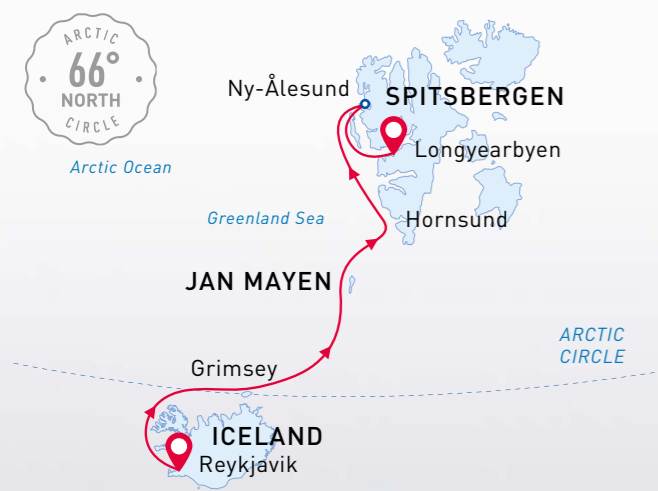 ARCTIC
66°
NORTH
CIRCLE
Ny-Ålesund
SPITSBERGEN
Longyearbyen
Arctic Ocean
Greenland Sea
Hornsund
JAN MAYEN
ARCTIC
CIRCLE
Grimsey
ICELAND
Reykjavik